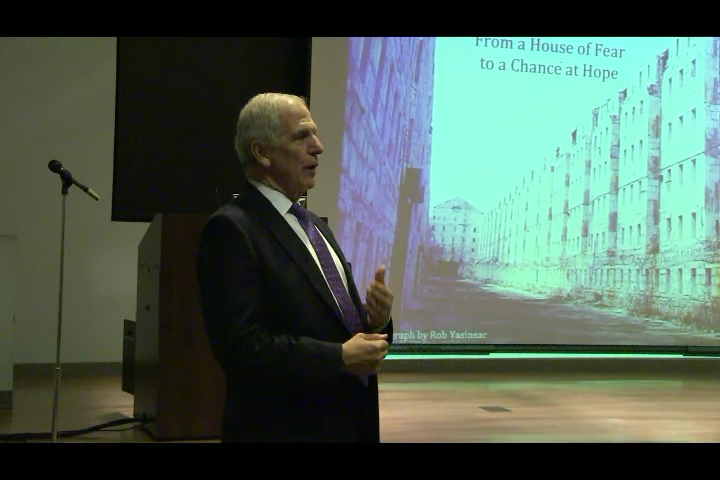 From a House of Fear
to a Chance at Hope
graph by Rob Yasinsac